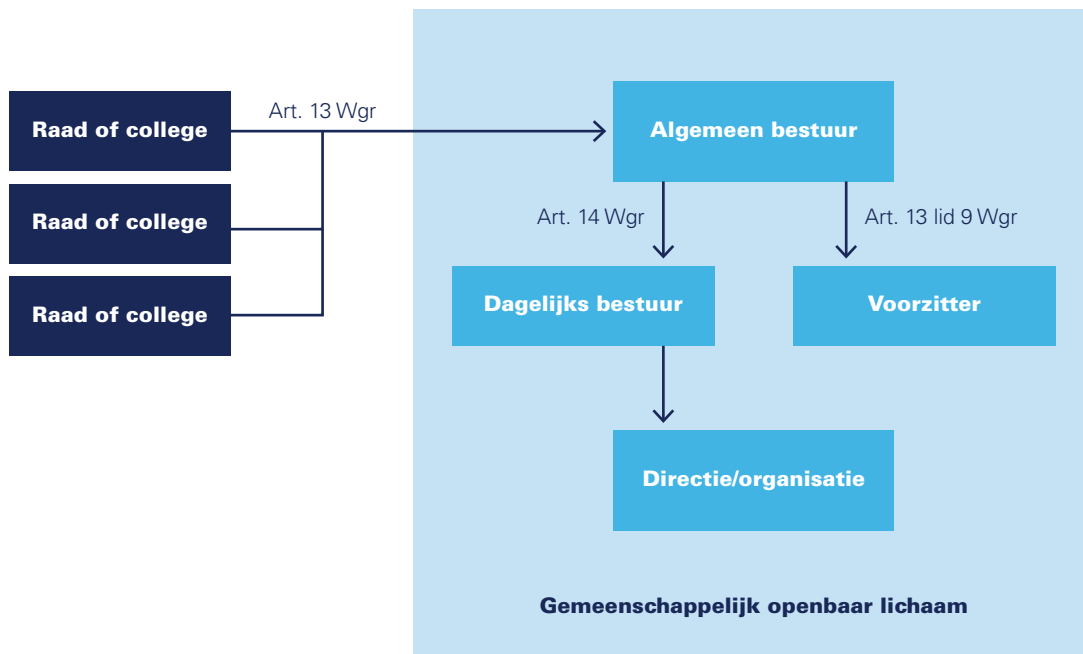 Raad of college
Raad of college
Raad of college
Art. 13 Wgr
Algemeen bestuur
Art. 14 Wgr
Art. 13 lid 9 Wgr
Dagelijks bestuur
Voorzitter
Directie/organisatie
Gemeenschappelijk openbaar lichaam